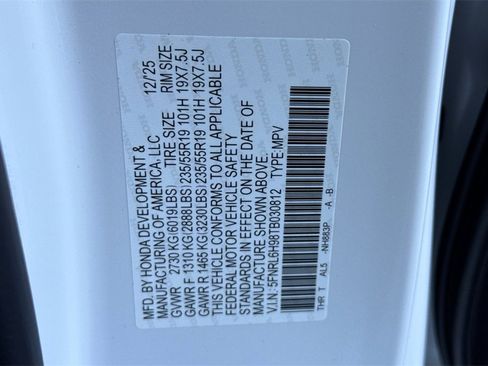 MFD. BY HONDA DEVELOPMENT & 12/'25
MANUFACTURING OF AMERICA, LLC
GVWR 2730 KG(6019LBS) TIRE SIZE RIM SIZE
GAWR F 1310 KG(2888LBS)235/55R19 101H 19X7.5J
GAWR R 1465 KG(3230LBS)235/55R19 101H 19X7.5J
THIS VEHICLE CONFORMS TO ALL APPLICABLE
FEDERAL MOTOR VEHICLE SAFETY
STANDARDS IN EFFECT ON THE DATE OF
MANUFACTURE SHOWN ABOVE.
V.I.N.: 5FNRL6H98TB030812 TYPE:MPV
THR T AL5 -NH883P -A -B